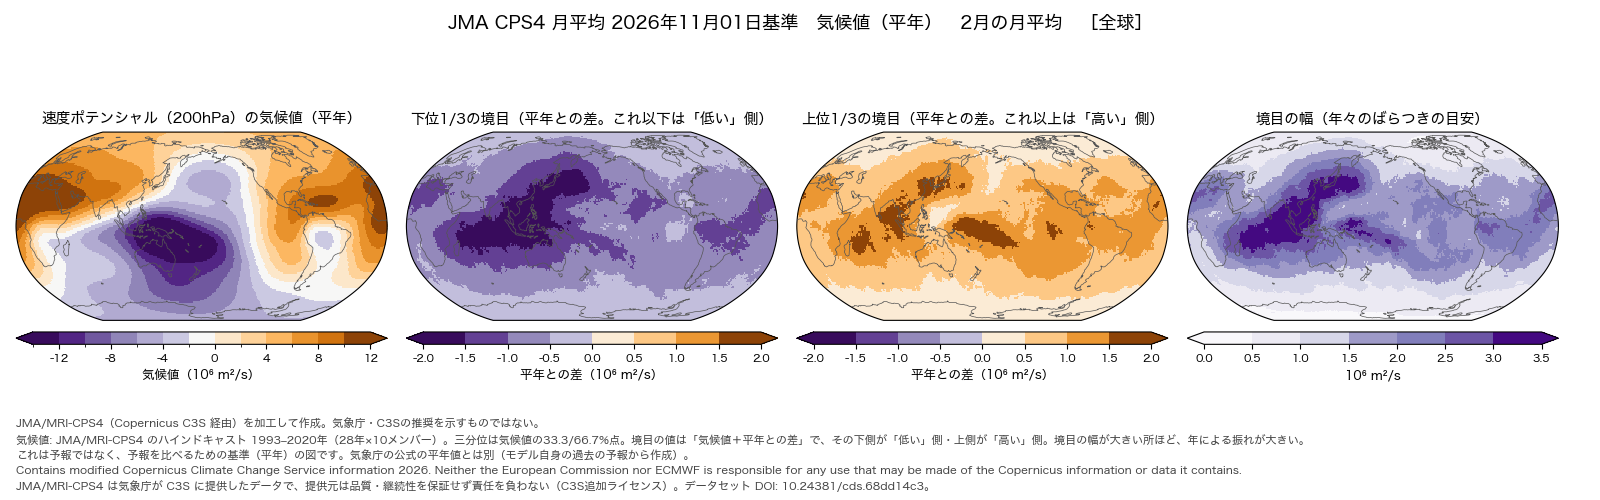 JMA CPS4 月平均 2026年11月01日基準　気候値（平年）　2月の月平均　［全球］
速度ポテンシャル（200hPa）の気候値（平年）
下位1/3の境目（平年との差。これ以下は「低い」側）
上位1/3の境目（平年との差。これ以上は「高い」側）
境目の幅（年々のばらつきの目安）
-12 -8 -4 0 4 8 12
気候値（10⁶ m²/s）
-2.0 -1.5 -1.0 -0.5 0.0 0.5 1.0 1.5 2.0
平年との差（10⁶ m²/s）
-2.0 -1.5 -1.0 -0.5 0.0 0.5 1.0 1.5 2.0
平年との差（10⁶ m²/s）
0.0 0.5 1.0 1.5 2.0 2.5 3.0 3.5
10⁶ m²/s
JMA/MRI-CPS4（Copernicus C3S 経由）を加工して作成。気象庁・C3Sの推奨を示すものではない。
気候値: JMA/MRI-CPS4 のハインドキャスト 1993–2020年（28年×10メンバー）。三分位は気候値の33.3/66.7%点。境目の値は「気候値＋平年との差」で、その下側が「低い」側・上側が「高い」側。境目の幅が大きい所ほど、年による振れが大きい。
これは予報ではなく、予報を比べるための基準（平年）の図です。気象庁の公式の平年値とは別（モデル自身の過去の予報から作成）。
Contains modified Copernicus Climate Change Service information 2026. Neither the European Commission nor ECMWF is responsible for any use that may be made of the Copernicus information or data it contains.
JMA/MRI-CPS4 は気象庁が C3S に提供したデータで、提供元は品質・継続性を保証せず責任を負わない（C3S追加ライセンス）。データセット DOI: 10.24381/cds.68dd14c3。